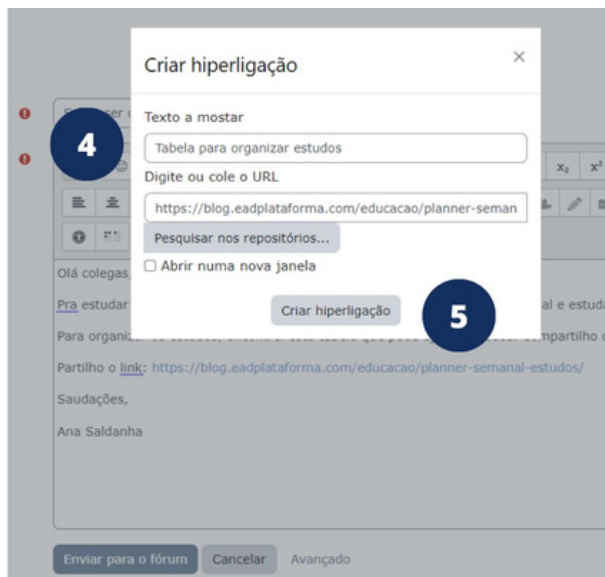 Criar hiperligação
×
Texto a mostar
4
Tabela para organizar estudos
Digite ou cole o URL
x₂ x²
https://blog.eadplataforma.com/educacao/planner-seman
Pesquisar nos repositórios...
Abrir numa nova janela
Olá colegas,
Criar hiperligação
5
Pra estudar al e estuda
Para organiz
Partilho o link: https://blog.eadplataforma.com/educacao/planner-semanal-estudos/
Saudações,
Ana Saldanha
Enviar para o fórum Cancelar Avançado